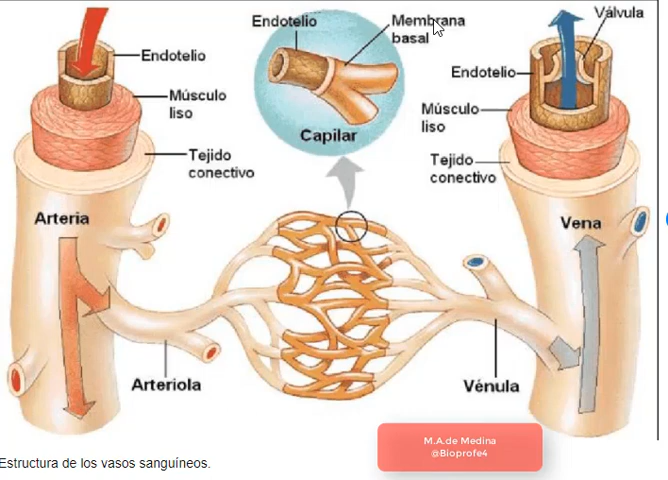 Endotelio
Músculo
liso
Tejido
conectivo
Arteria
Arteriola
Endotelio
Membrana
basal
Capilar
Válvula
Endotelio
Músculo
liso
Tejido
conectivo
Vena
Vénula
M.A.de Medina
@Bioprofe4
Estructura de los vasos sanguíneos.